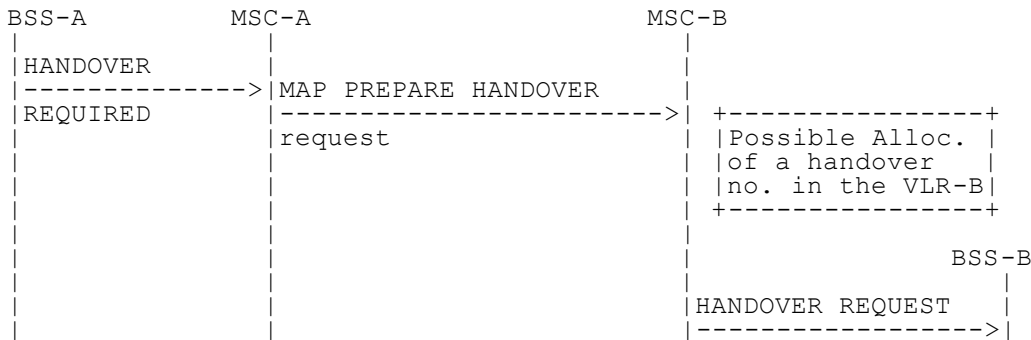 BSS-A MSC-A MSC-B
HANDOVER
MAP PREPARE HANDOVER
REQUIRED
request
Possible Alloc.
of a handover
no. in the VLR-B
BSS-B
HANDOVER REQUEST